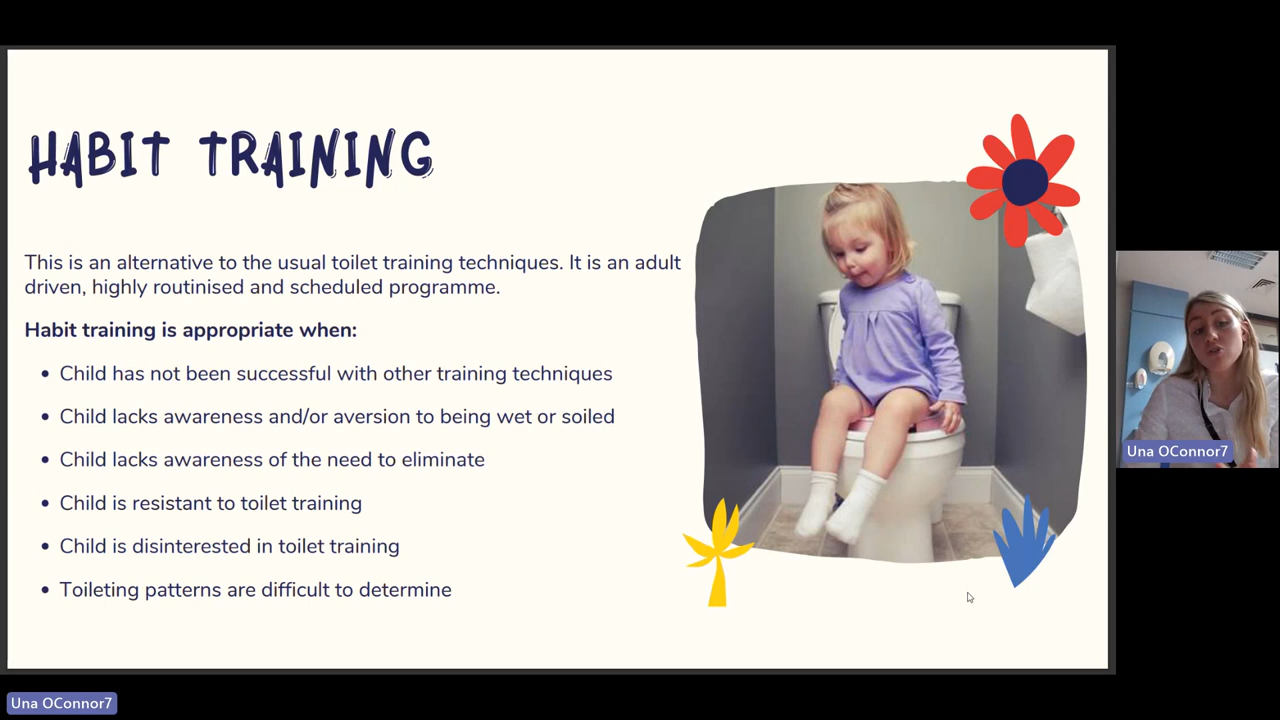 HABIT TRAINING
This is an alternative to the usual toilet training techniques. It is an adult
driven, highly routinised and scheduled programme.
Habit training is appropriate when:
• Child has not been successful with other training techniques
• Child lacks awareness and/or aversion to being wet or soiled
• Child lacks awareness of the need to eliminate
• Child is resistant to toilet training
• Child is disinterested in toilet training
• Toileting patterns are difficult to determine
Una OConnor7
Una OConnor7